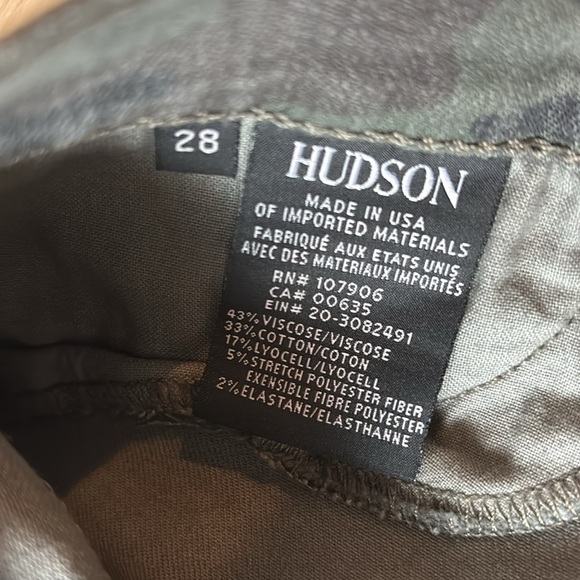 28
HUDSON
MADE IN USA
OF IMPORTED MATERIALS
FABRIQUÉ AUX ETATS UNIS
AVEC DES MATERIAUX IMPORTÉS
RN# 107906
CA# 00635
EIN# 20-3082491
43% VISCOSE/VISCOSE
33% COTTON/COTON
17% LYOCELL/LYOCELL
5% STRETCH POLYESTER FIBER
EXENSIBLE FIBRE POLYESTER
2% ELASTANE/ELASTHANNE